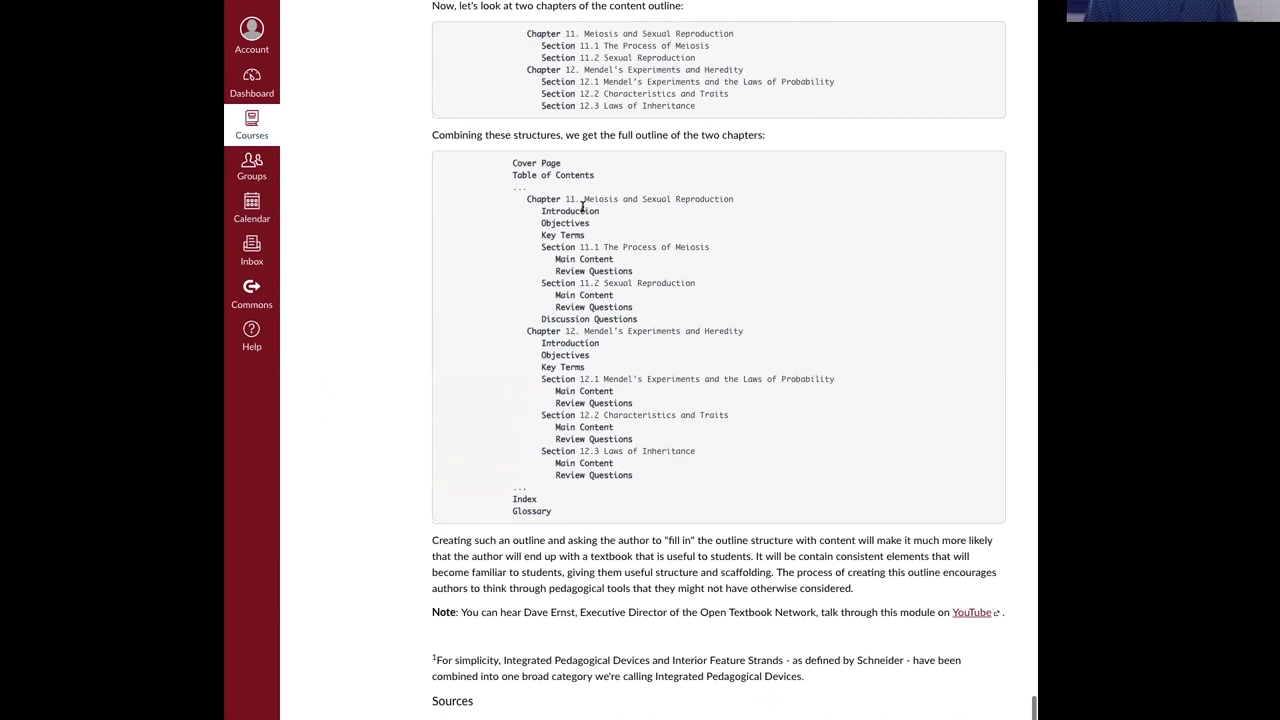 Account
Dashboard
Courses
Groups
Calendar
Inbox
Commons
Help
Now, let's look at two chapters of the content outline:
Chapter 11. Meiosis and Sexual Reproduction
Section 11.1 The Process of Meiosis
Section 11.2 Sexual Reproduction
Chapter 12. Mendel's Experiments and Heredity
Section 12.1 Mendel's Experiments and the Laws of Probability
Section 12.2 Characteristics and Traits
Section 12.3 Laws of Inheritance
Combining these structures, we get the full outline of the two chapters:
Cover Page
Table of Contents
...
Chapter 11. Meiosis and Sexual Reproduction
Introduction
Objectives
Key Terms
Section 11.1 The Process of Meiosis
Main Content
Review Questions
Section 11.2 Sexual Reproduction
Main Content
Review Questions
Discussion Questions
Chapter 12. Mendel's Experiments and Heredity
Introduction
Objectives
Key Terms
Section 12.1 Mendel's Experiments and the Laws of Probability
Main Content
Review Questions
Section 12.2 Characteristics and Traits
Main Content
Review Questions
Section 12.3 Laws of Inheritance
Main Content
Review Questions
...
Index
Glossary
Creating such an outline and asking the author to "fill in" the outline structure with content will make it much more likely
that the author will end up with a textbook that is useful to students. It will be contain consistent elements that will
become familiar to students, giving them useful structure and scaffolding. The process of creating this outline encourages
authors to think through pedagogical tools that they might not have otherwise considered.
Note: You can hear Dave Ernst, Executive Director of the Open Textbook Network, talk through this module on YouTube .
1For simplicity, Integrated Pedagogical Devices and Interior Feature Strands - as defined by Schneider - have been
combined into one broad category we're calling Integrated Pedagogical Devices.
Sources